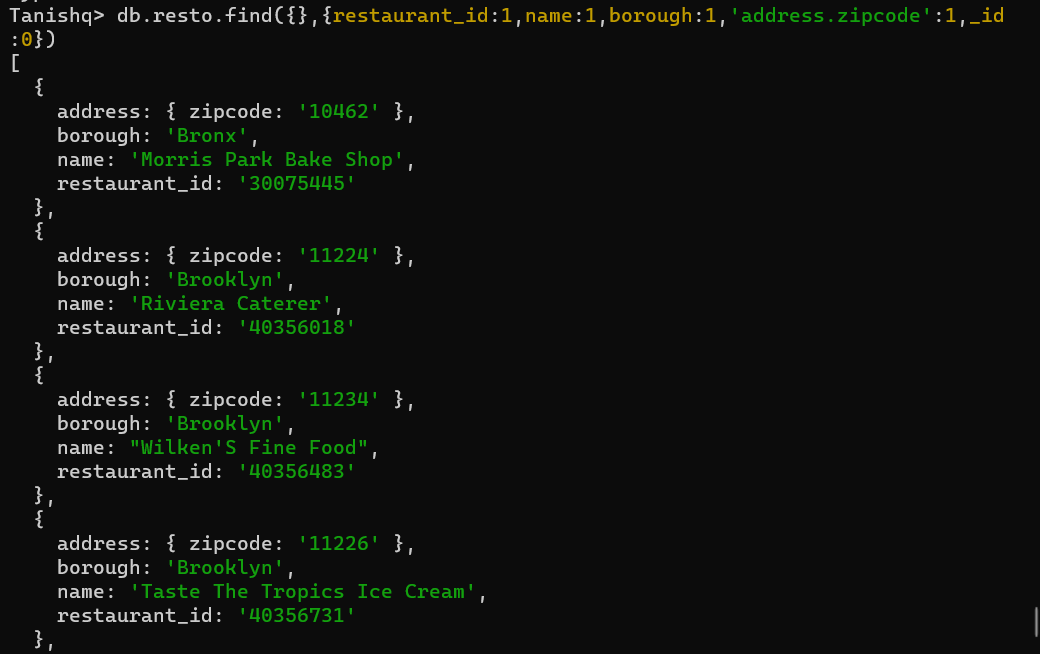 Tanishq> db.resto.find({},{restaurant_id:1,name:1,borough:1,'address.zipcode':1,_id
:0})
[
  {
    address: { zipcode: '10462' },
    borough: 'Bronx',
    name: 'Morris Park Bake Shop',
    restaurant_id: '30075445'
  },
  {
    address: { zipcode: '11224' },
    borough: 'Brooklyn',
    name: 'Riviera Caterer',
    restaurant_id: '40356018'
  },
  {
    address: { zipcode: '11234' },
    borough: 'Brooklyn',
    name: "Wilken'S Fine Food",
    restaurant_id: '40356483'
  },
  {
    address: { zipcode: '11226' },
    borough: 'Brooklyn',
    name: 'Taste The Tropics Ice Cream',
    restaurant_id: '40356731'
  },